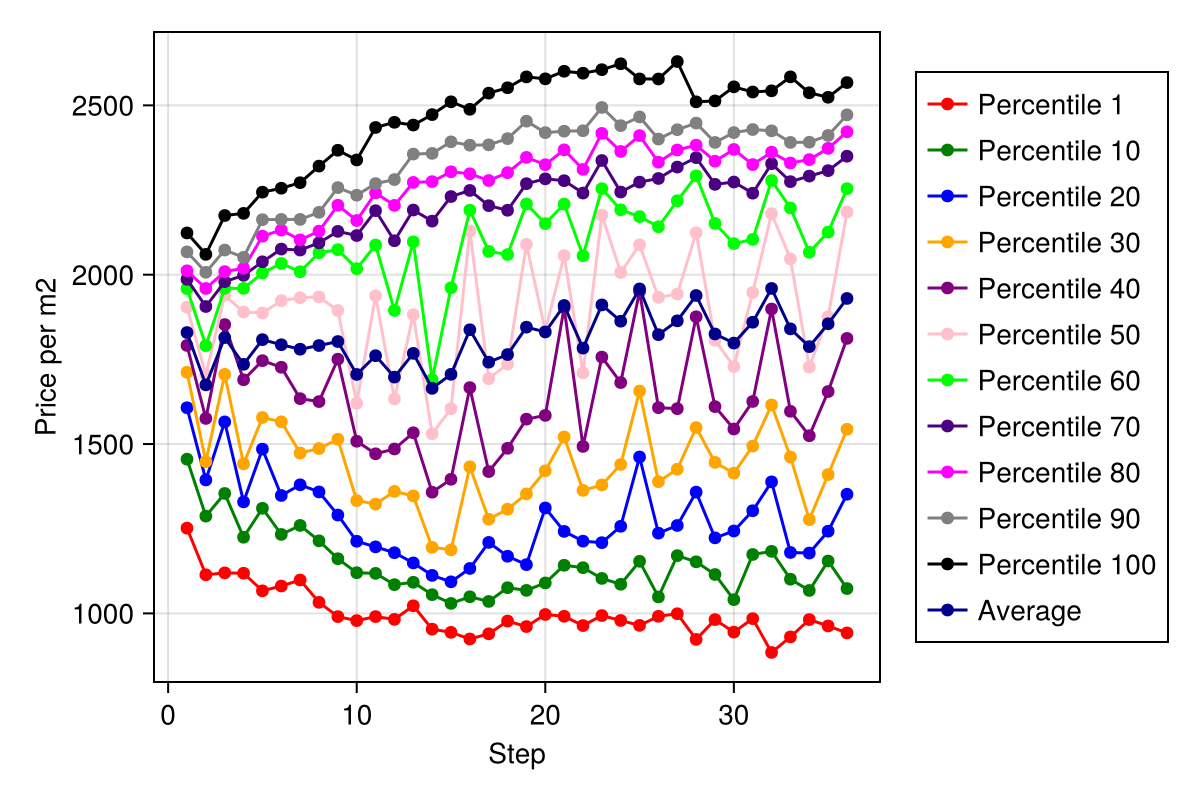 Price per m2
2500
2000
1500
1000
0 10 20 30
Step
Percentile 1
Percentile 10
Percentile 20
Percentile 30
Percentile 40
Percentile 50
Percentile 60
Percentile 70
Percentile 80
Percentile 90
Percentile 100
Average